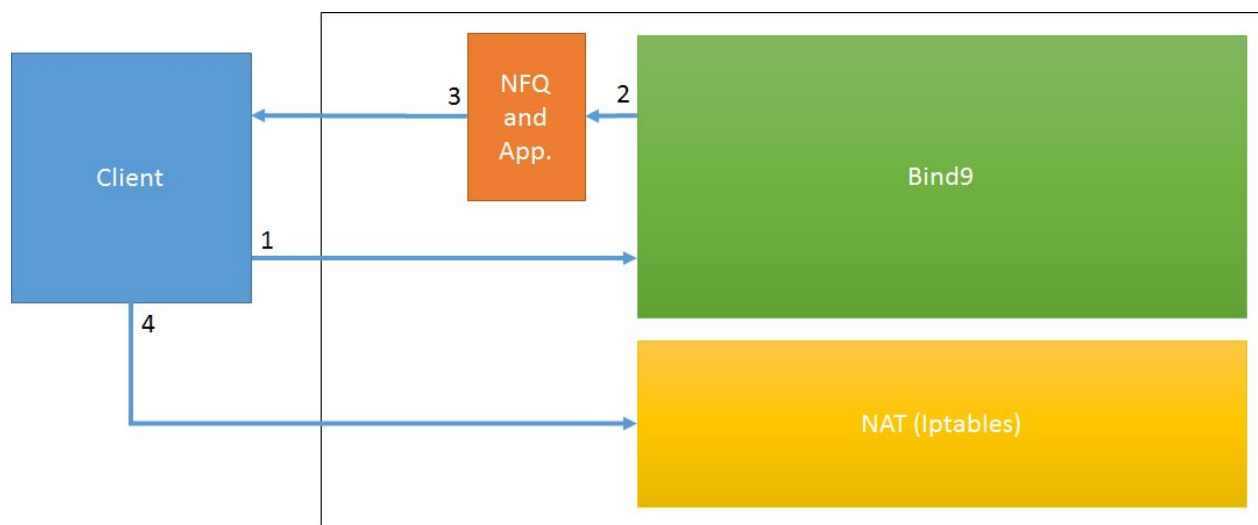 NFQ
and
App.
3
2
Client
Bind9
1
4
NAT (Iptables)